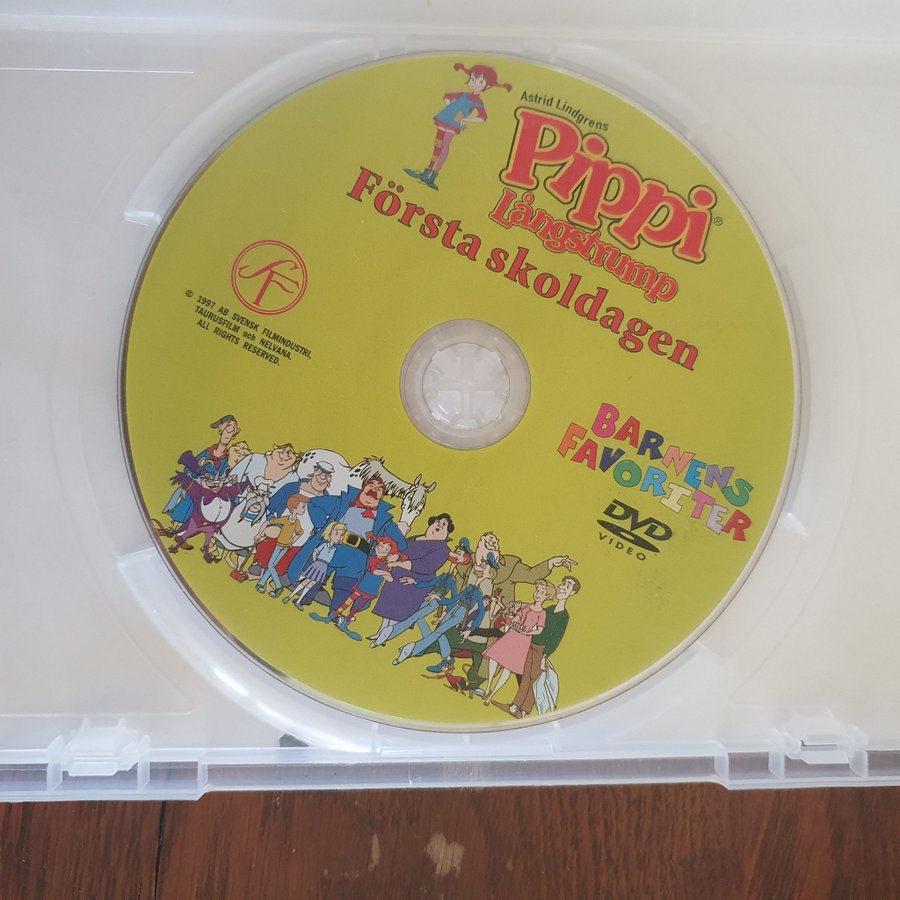 Astrid Lindgrens
Pippi®
Långstrump
Första skoldagen
SF
© 1997 AB SVENSK FILMINDUSTRI,
TAURUSFILM och NELVANA.
ALL RIGHTS RESERVED.
BARNENS
FAVORITER
DVD
VIDEO